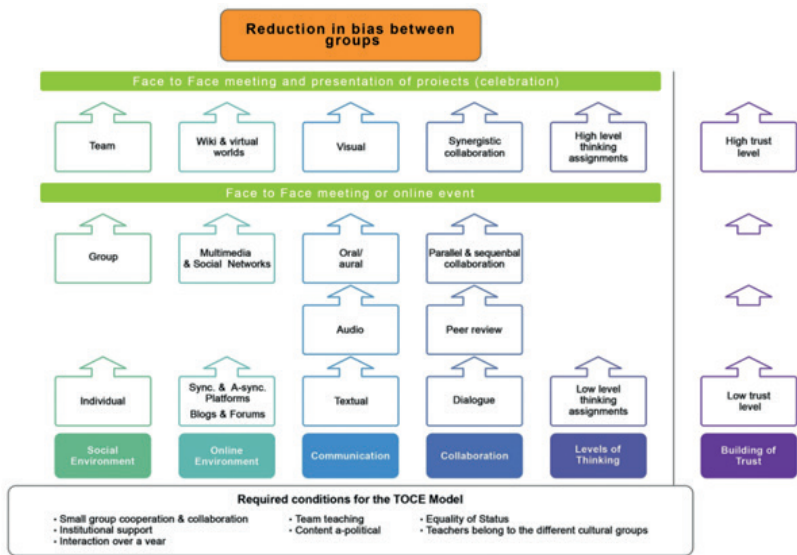 Reduction in bias between
groups
Face to Face meeting and presentation of projects (celebration)
Team
Wiki & virtual
worlds
Visual
Synergistic
collaboration
High level
thinking
assignments
High trust
level
Face to Face meeting or online event
Group
Multimedia
& Social Networks
Oral/
aural
Parallel & sequenbal
collaboration
Audio
Peer review
Individual
Sync. & A-sync.
Platforms
Blogs & Forums
Textual
Dialogue
Low level
thinking
assignments
Low trust
level
Social
Environment
Online
Environment
Communication
Collaboration
Levels of
Thinking
Building of
Trust
Required conditions for the TOCE Model
• Small group cooperation & collaboration
• Institutional support
• Interaction over a year
• Team teaching
• Content a-political
• Equality of Status
• Teachers belong to the different cultural groups